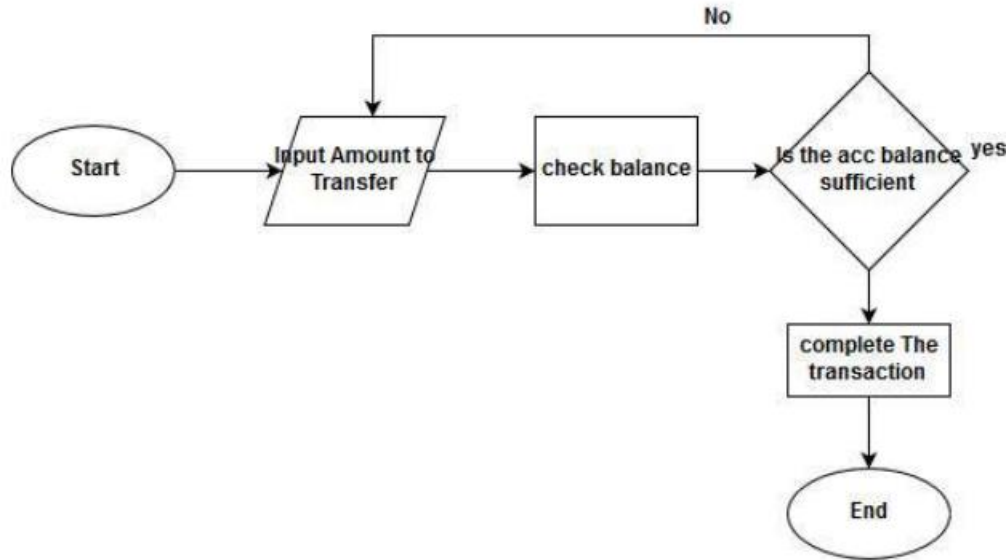 No
Start
Input Amount to
Transfer
check balance
Is the acc balance
sufficient
yes
complete The
transaction
End